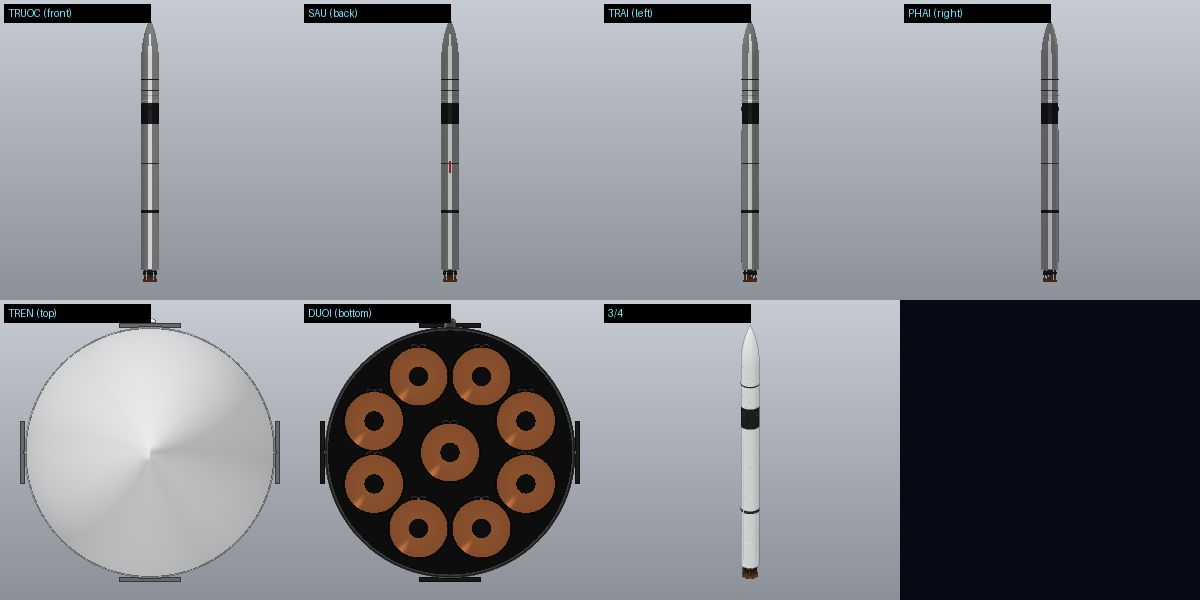 TRUOC (front)
SAU (back)
TRAI (left)
PHAI (right)
TREN (top)
DUOI (bottom)
3/4